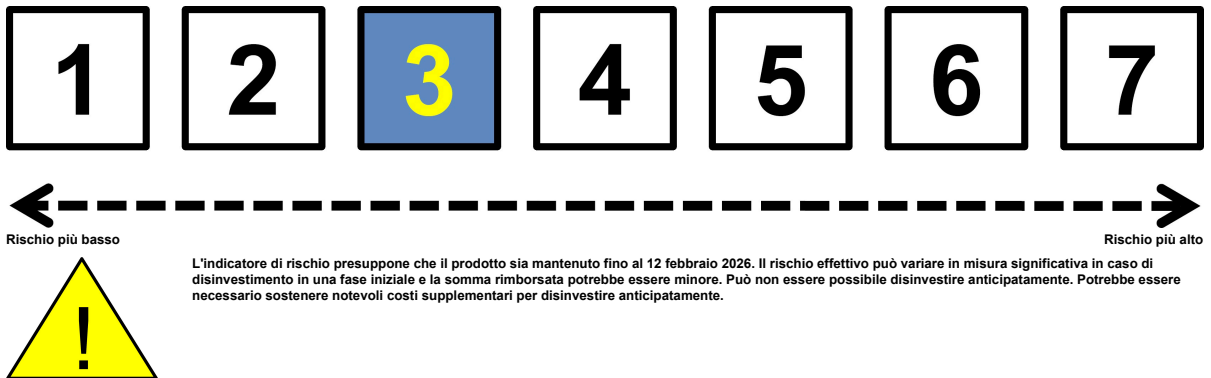 1 2 3 4 5 6 7
Rischio più basso Rischio più alto
L'indicatore di rischio presuppone che il prodotto sia mantenuto fino al 12 febbraio 2026. Il rischio effettivo può variare in misura significativa in caso di
disinvestimento in una fase iniziale e la somma rimborsata potrebbe essere minore. Può non essere possibile disinvestire anticipatamente. Potrebbe essere
necessario sostenere notevoli costi supplementari per disinvestire anticipatamente.
!